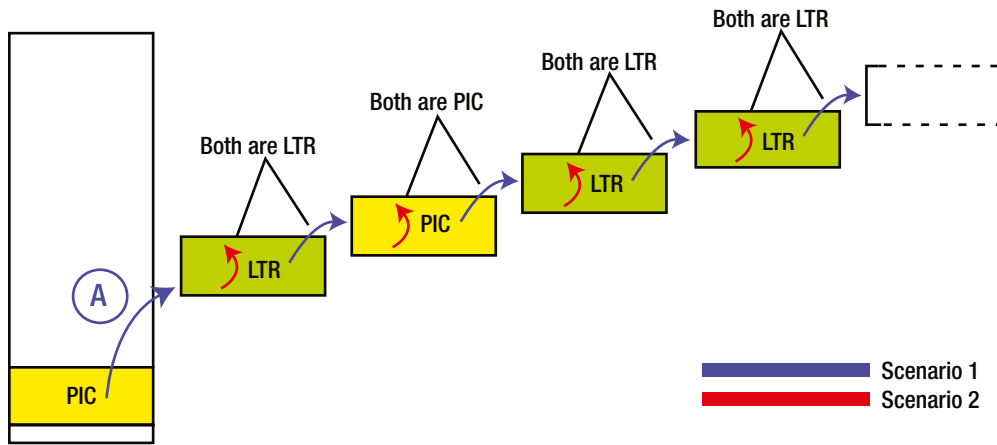 Both are LTR
Both are LTR
Both are PIC
Both are LTR
LTR
LTR
PIC
LTR
A
PIC
Scenario 1
Scenario 2